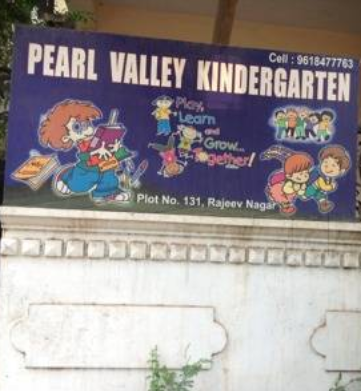 Cell : 9618477763
PEARL VALLEY KINDERGARTEN
Play,
Learn
and
Grow...
Together!
Plot No. 131, Rajeev Nagar